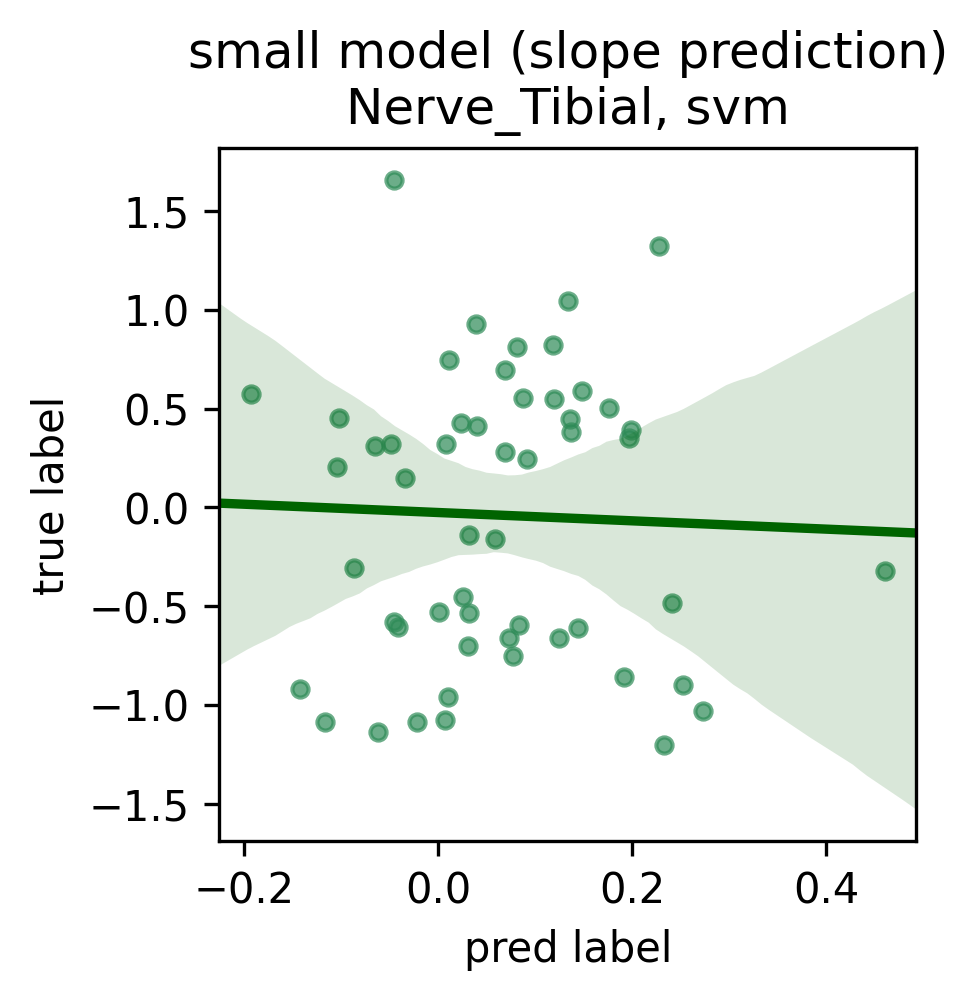 small model (slope prediction)
Nerve_Tibial, svm
1.5
1.0
0.5
0.0
−0.5
−1.0
−1.5
true label
−0.2
0.0
0.2
0.4
pred label